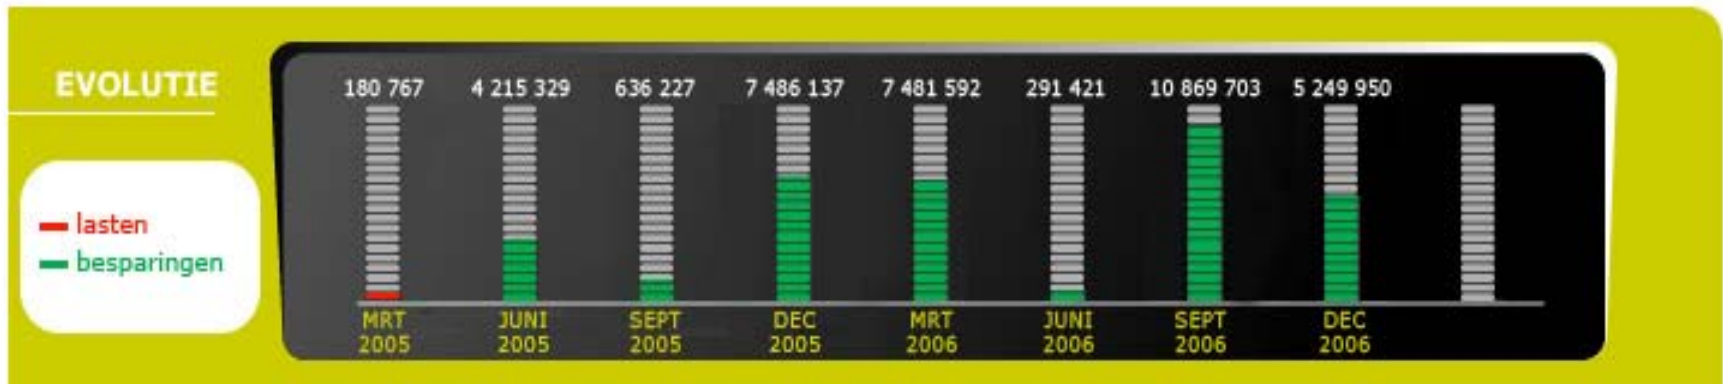 EVOLUTIE
lasten
besparingen
180 767 4 215 329 636 227 7 486 137 7 481 592 291 421 10 869 703 5 249 950
MRT JUNI SEPT DEC MRT JUNI SEPT DEC
2005 2005 2005 2005 2006 2006 2006 2006